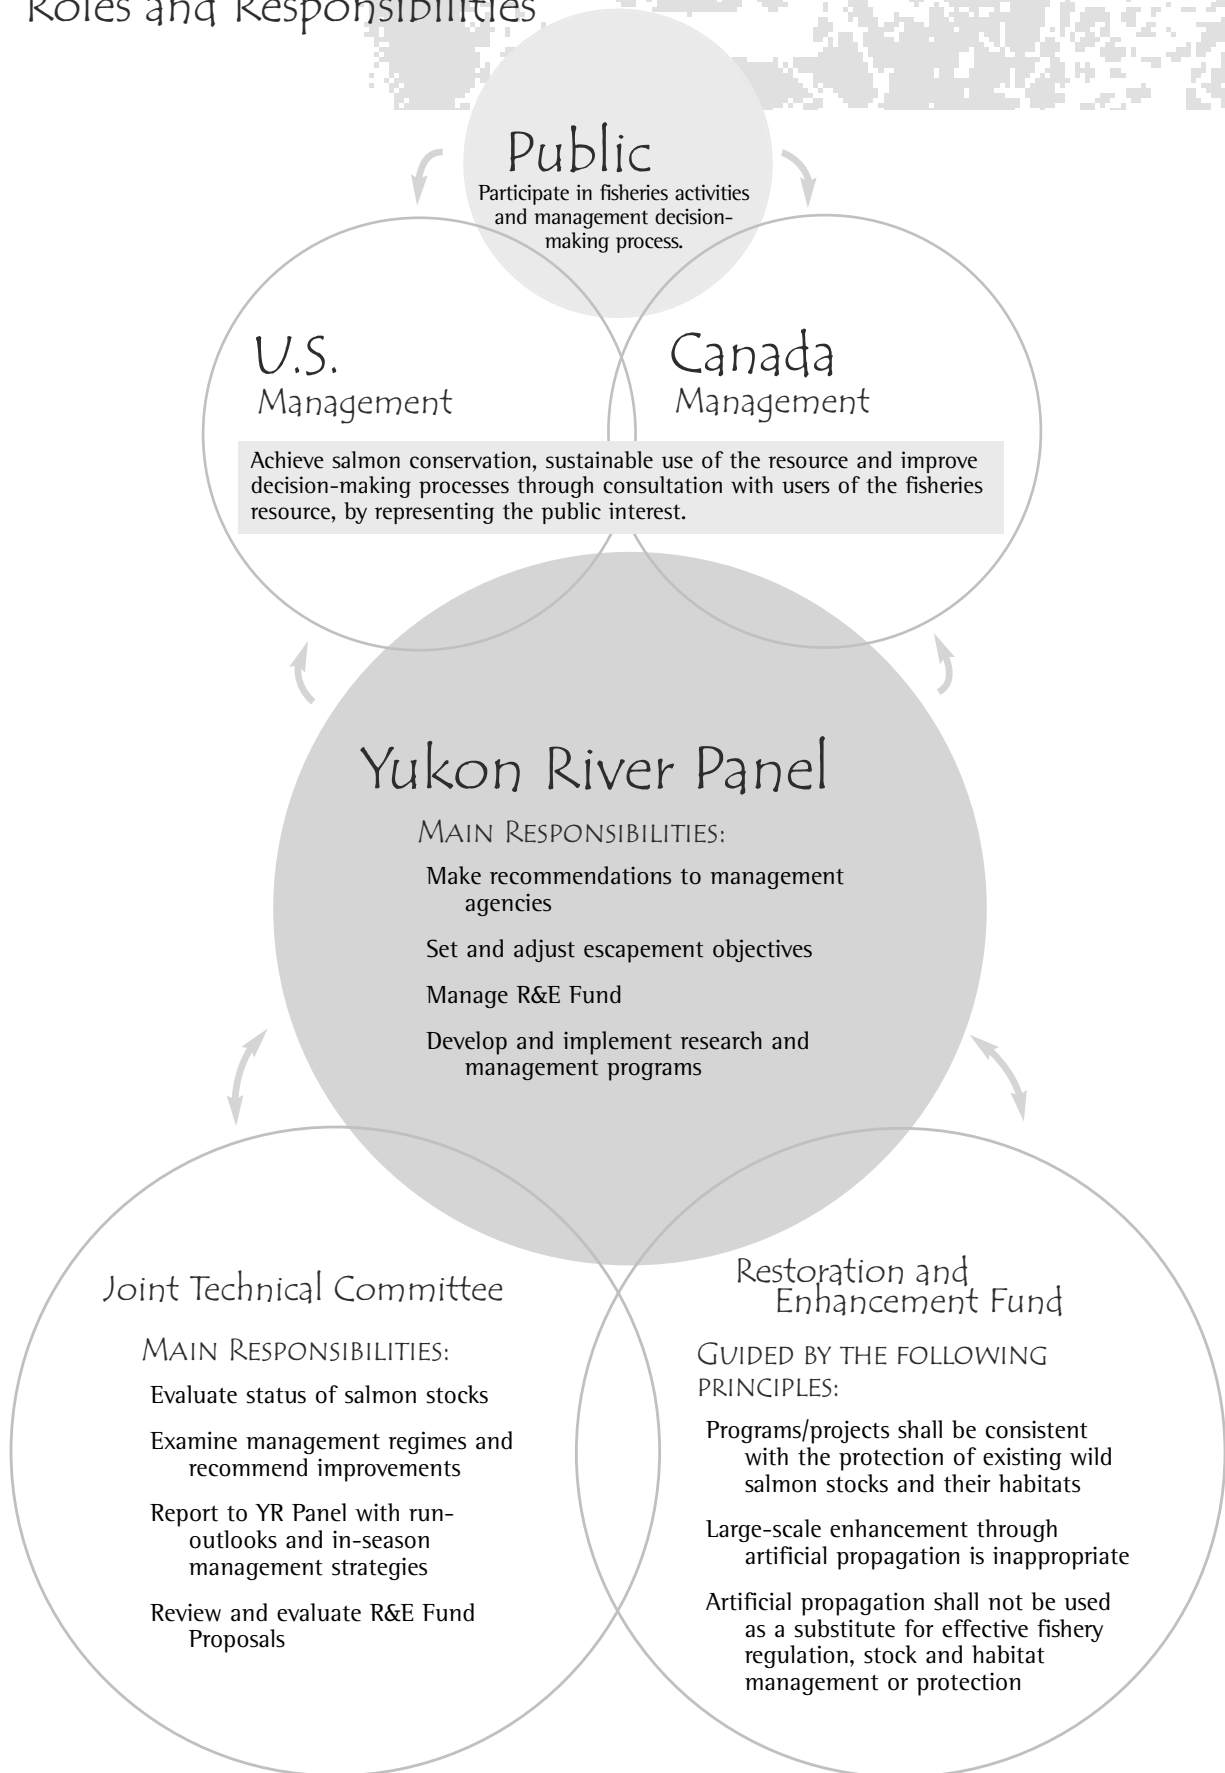 Roles and Responsibilities
Public
Participate in fisheries activities
and management decision-
making process.
U.S.
Management
Canada
Management
Achieve salmon conservation, sustainable use of the resource and improve
decision-making processes through consultation with users of the fisheries
resource, by representing the public interest.
Yukon River Panel
MAIN RESPONSIBILITIES:
Make recommendations to management
agencies
Set and adjust escapement objectives
Manage R&E Fund
Develop and implement research and
management programs
Joint Technical Committee
MAIN RESPONSIBILITIES:
Evaluate status of salmon stocks
Examine management regimes and
recommend improvements
Report to YR Panel with run-
outlooks and in-season
management strategies
Review and evaluate R&E Fund
Proposals
Restoration and
Enhancement Fund
GUIDED BY THE FOLLOWING
PRINCIPLES:
Programs/projects shall be consistent
with the protection of existing wild
salmon stocks and their habitats
Large-scale enhancement through
artificial propagation is inappropriate
Artificial propagation shall not be used
as a substitute for effective fishery
regulation, stock and habitat
management or protection